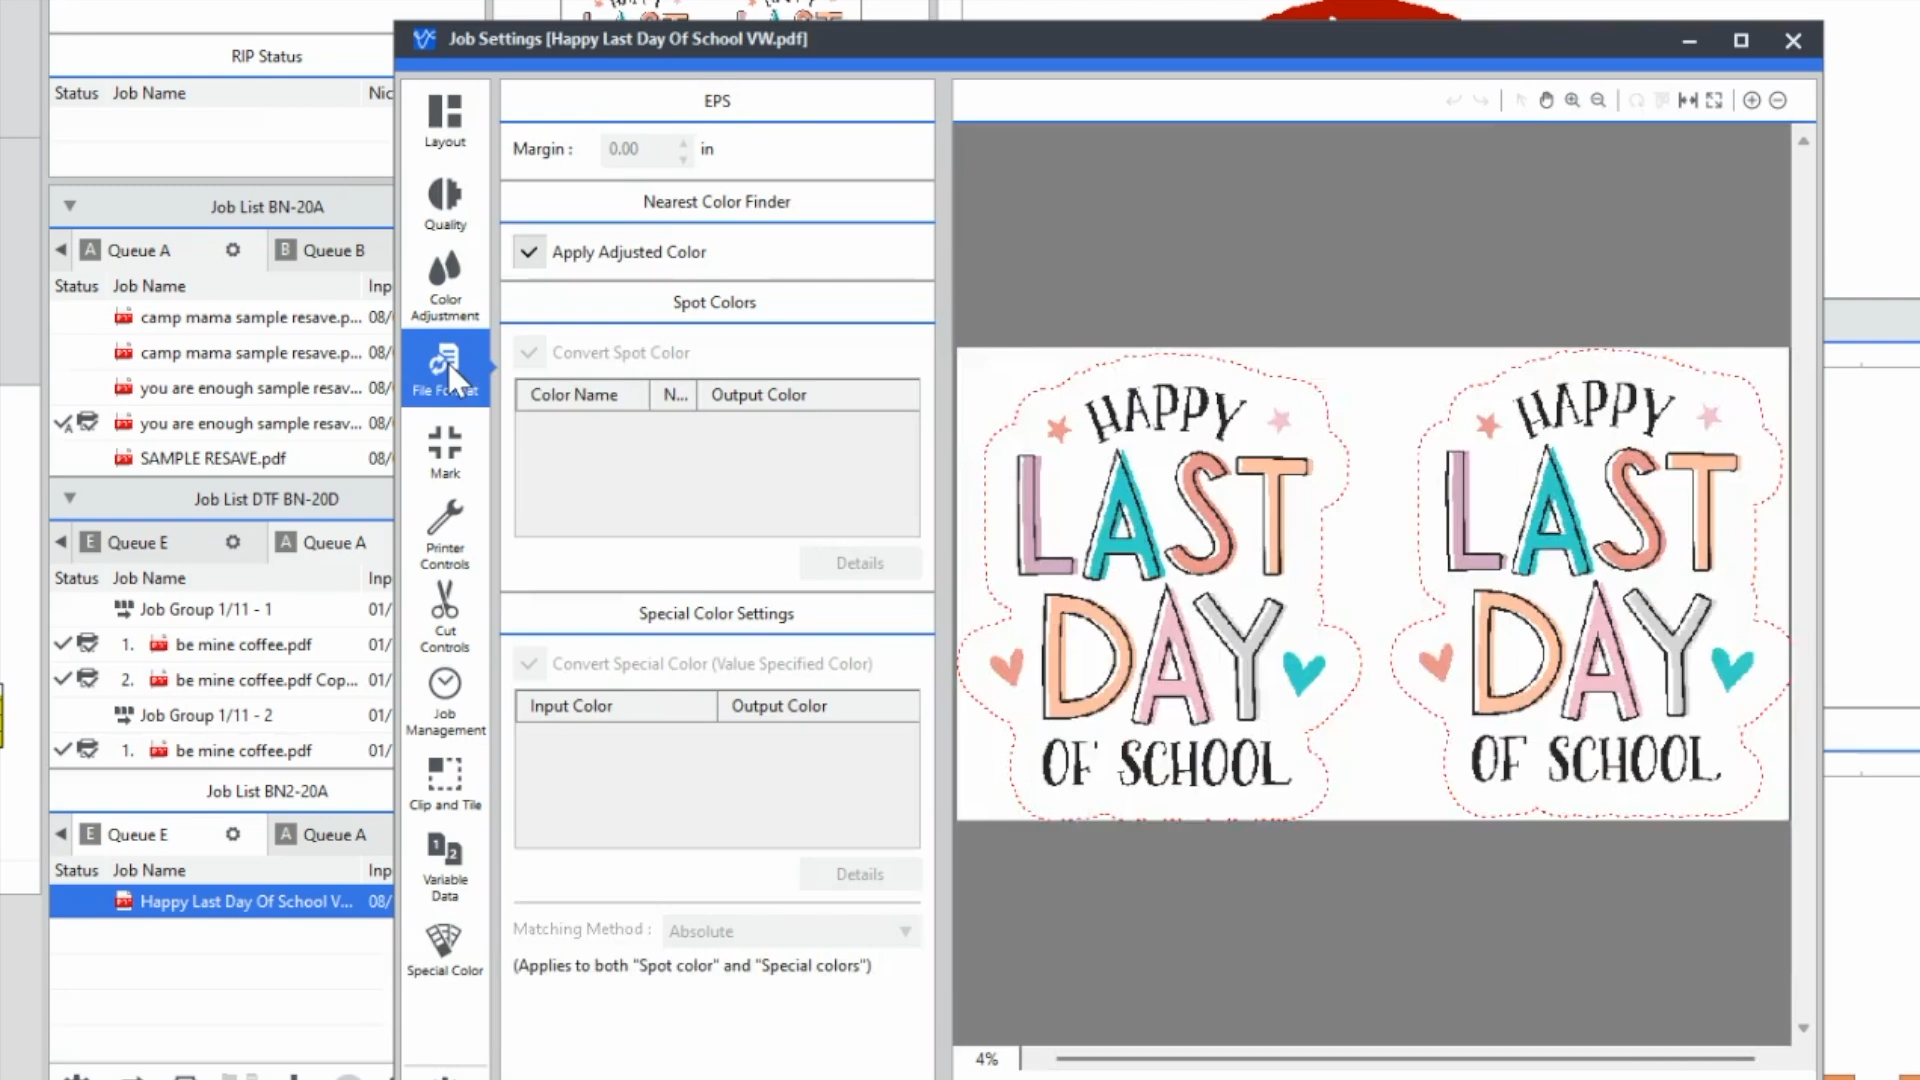 Job Settings [Happy Last Day Of School VW.pdf]
RIP Status
Status Job Name Nic
Job List BN-20A
A Queue A B Queue B
Status Job Name Inp
camp mama sample resave.p... 08/
camp mama sample resave.p... 08/
you are enough sample resav... 08/
you are enough sample resav... 08/
SAMPLE RESAVE.pdf 08/
Job List DTF BN-20D
E Queue E A Queue A
Status Job Name Inp
Job Group 1/11 - 1 01/
1. be mine coffee.pdf 01/
2. be mine coffee.pdf Cop... 01/
Job Group 1/11 - 2 01/
1. be mine coffee.pdf 01/
Job List BN2-20A
E Queue E A Queue A
Status Job Name Inp
Happy Last Day Of School V... 08/
Layout
Quality
Color
Adjustment
Mark
Printer
Controls
Cut
Controls
Job
Management
Clip and Tile
1 2
Variable
Data
Special Color
EPS
Margin : 0.00 in
Nearest Color Finder
Apply Adjusted Color
Spot Colors
Convert Spot Color
Color Name N... Output Color
Details
Special Color Settings
Convert Special Color (Value Specified Color)
Input Color Output Color
Details
Matching Method : Absolute
(Applies to both "Spot color" and "Special colors")
HAPPY
LAST
DAY
OF SCHOOL
HAPPY
LAST
DAY
OF SCHOOL
4%